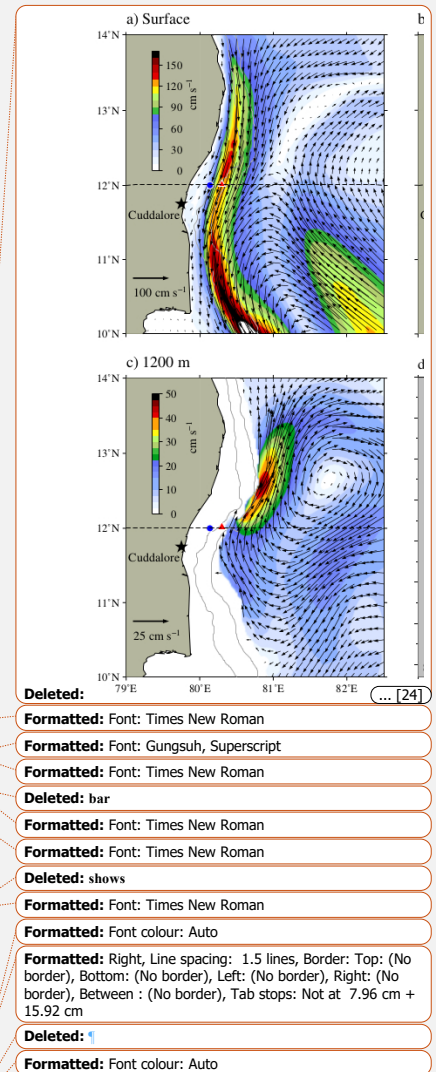 a) Surface
b
14°N
13°N
12°N
11°N
10°N
150
120
90
60
30
0
cm s⁻¹
Cuddalore
100 cm s⁻¹
c) 1200 m
d
14°N
13°N
12°N
11°N
10°N
50
40
30
20
10
0
cm s⁻¹
Cuddalore
25 cm s⁻¹
79°E 80°E 81°E 82°E
Deleted:
... [24]
Formatted: Font: Times New Roman
Formatted: Font: Gungsuh, Superscript
Formatted: Font: Times New Roman
Deleted: bar
Formatted: Font: Times New Roman
Formatted: Font: Times New Roman
Deleted: shows
Formatted: Font: Times New Roman
Formatted: Font colour: Auto
Formatted: Right, Line spacing: 1.5 lines, Border: Top: (No
border), Bottom: (No border), Left: (No border), Right: (No
border), Between : (No border), Tab stops: Not at 7.96 cm +
15.92 cm
Deleted: ¶
Formatted: Font colour: Auto